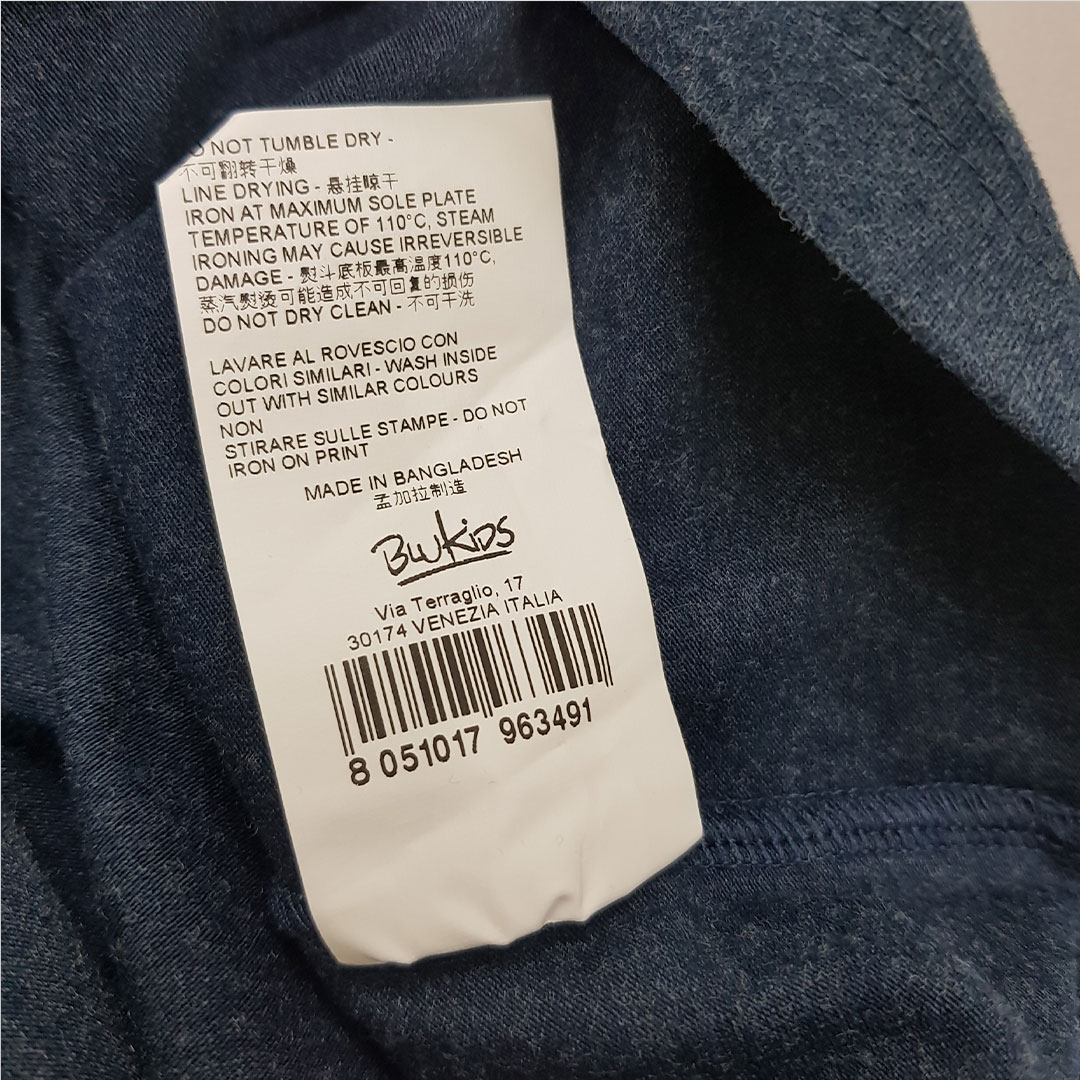 DO NOT TUMBLE DRY -
不可翻转干燥
LINE DRYING - 悬挂晾干
IRON AT MAXIMUM SOLE PLATE
TEMPERATURE OF 110°C, STEAM
IRONING MAY CAUSE IRREVERSIBLE
DAMAGE - 熨斗底板最高温度110°C,
蒸汽熨烫可能造成不可回复的损伤
DO NOT DRY CLEAN - 不可干洗
LAVARE AL ROVESCIO CON
COLORI SIMILARI - WASH INSIDE
OUT WITH SIMILAR COLOURS
NON
STIRARE SULLE STAMPE - DO NOT
IRON ON PRINT
MADE IN BANGLADESH
孟加拉制造
BWKIDS
Via Terraglio, 17
30174 VENEZIA ITALIA
8 051017 963491